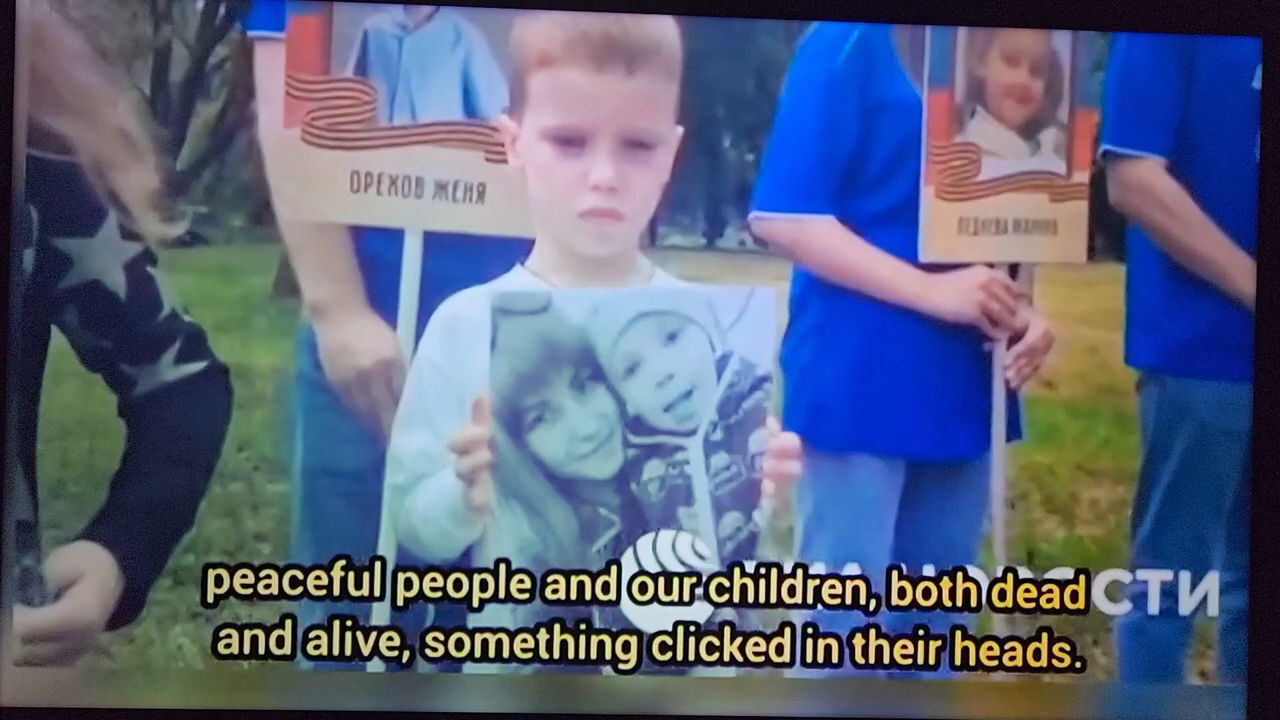 ОРЕХОВ ЖЕНЯ
peaceful people and our children, both dead
and alive, something clicked in their heads.